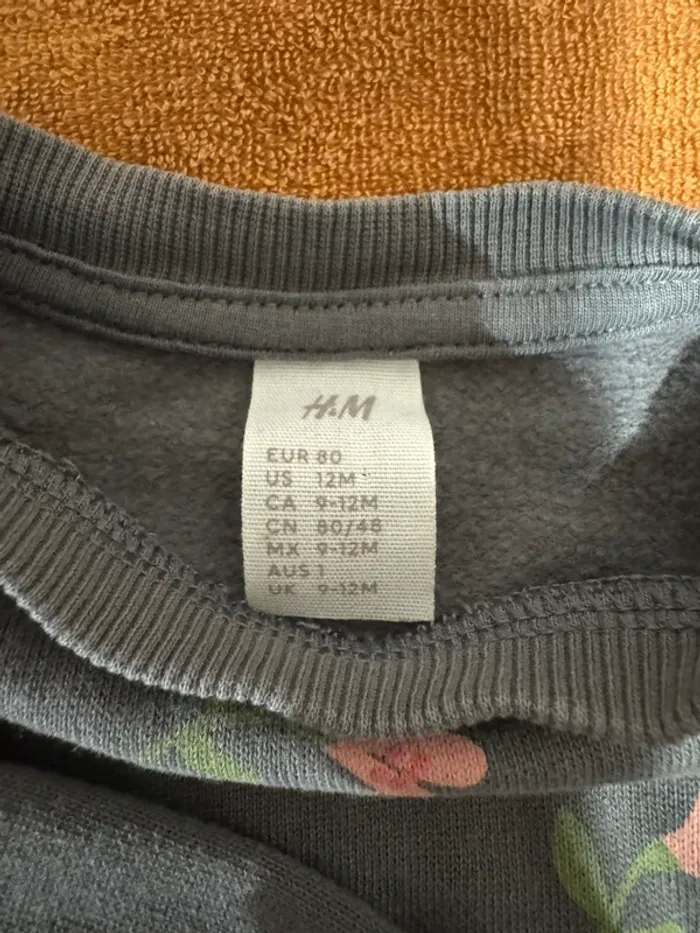 H&M
EUR 80
US 12M
CA 9-12M
CN 80/48
MX 9-12M
AUS 1
UK 9-12M